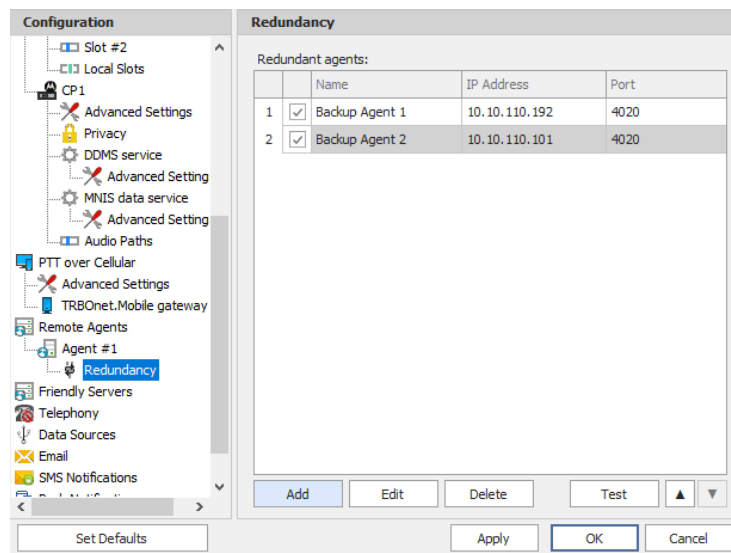 Configuration
Slot #2
Local Slots
CP1
Advanced Settings
Privacy
DDMS service
Advanced Setting
MNIS data service
Advanced Setting
Audio Paths
PTT over Cellular
Advanced Settings
TRBOnet.Mobile gateway
Remote Agents
Agent #1
Redundancy
Friendly Servers
Telephony
Data Sources
Email
SMS Notifications
Set Defaults
Redundancy
Redundant agents:
Name IP Address Port
1 Backup Agent 1 10.10.110.192 4020
2 Backup Agent 2 10.10.110.101 4020
Add Edit Delete Test
Apply OK Cancel